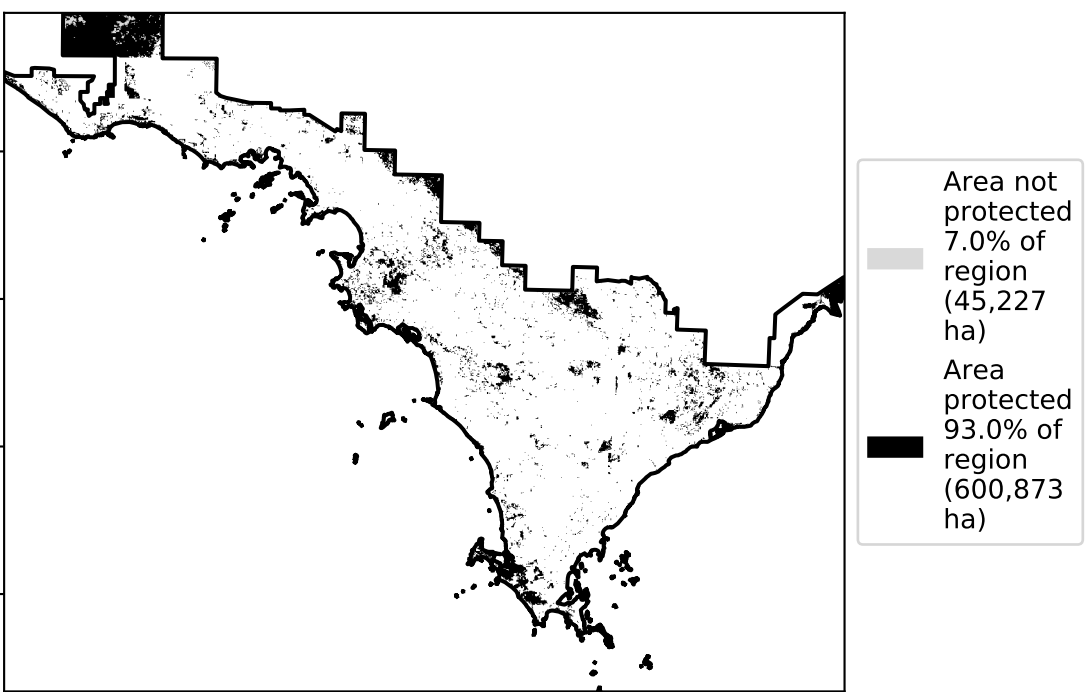 Area not
protected
7.0% of
region
(45,227
ha)
Area
protected
93.0% of
region
(600,873
ha)